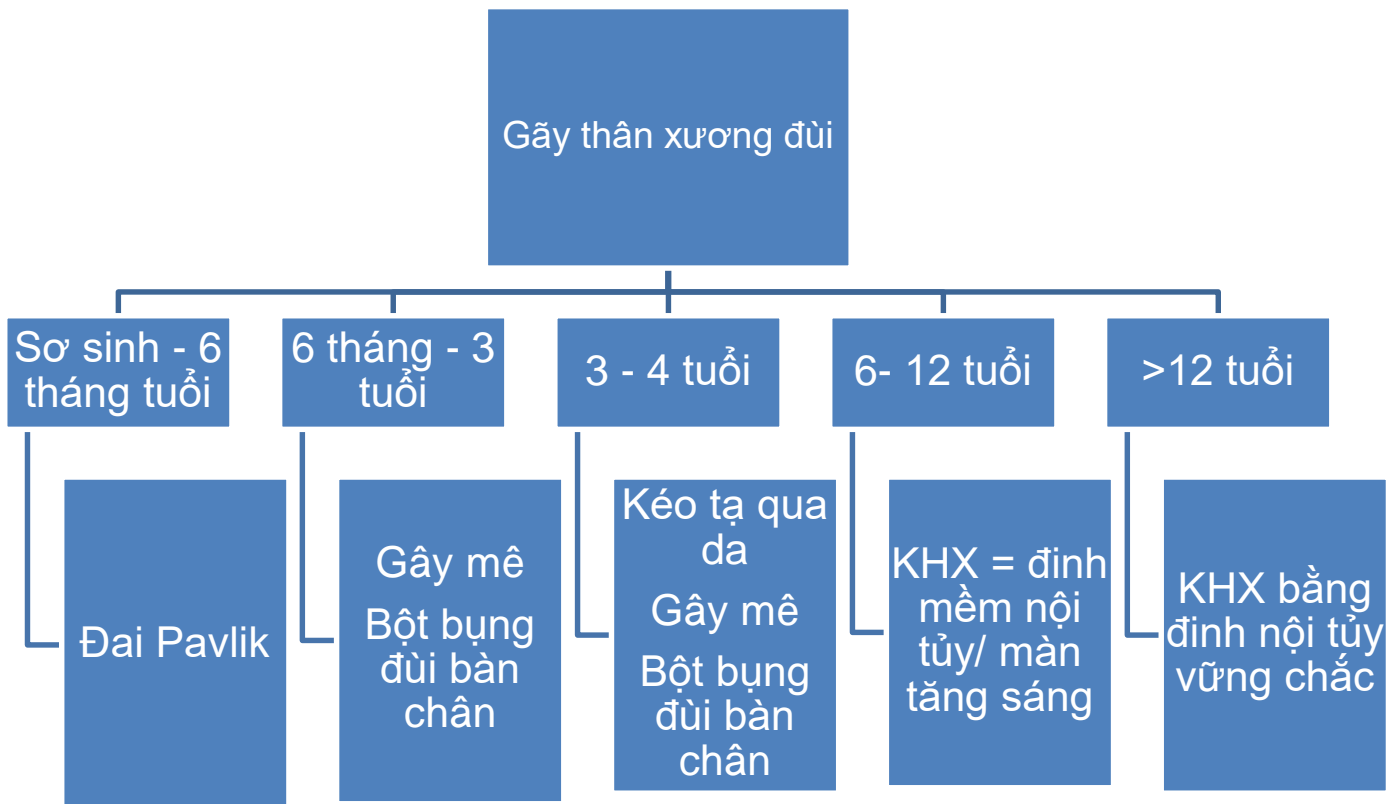 Gãy thân xương đùi
Sơ sinh - 6
tháng tuổi
6 tháng - 3
tuổi
3 - 4 tuổi
6- 12 tuổi
>12 tuổi
Đai Pavlik
Gây mê
Bột bụng
đùi bàn
chân
Kéo tạ qua
da
Gây mê
Bột bụng
đùi bàn
chân
KHX = đinh
mềm nội
tủy/ màn
tăng sáng
KHX bằng
đinh nội tủy
vững chắc